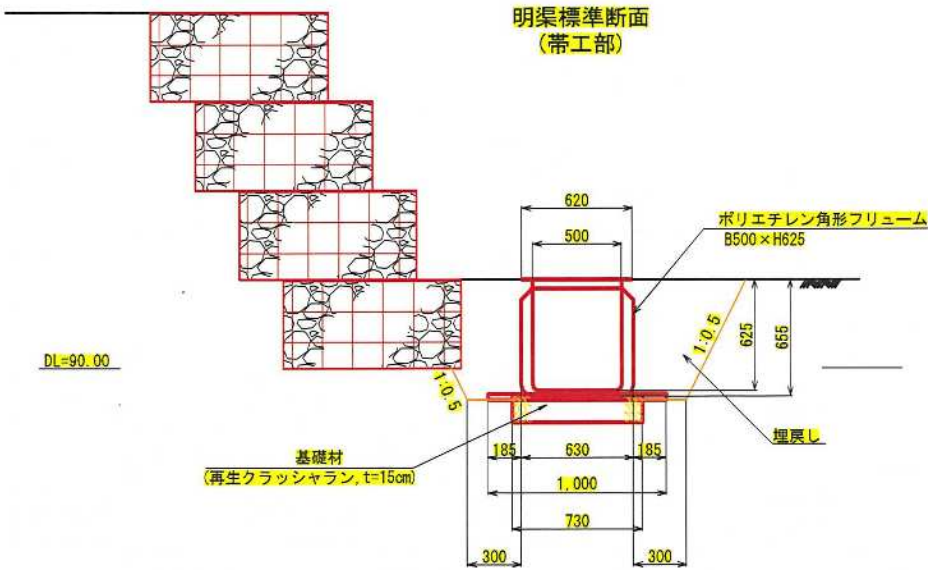 明渠標準断面
(帯工部)
620
500
ポリエチレン角形フリューム
B500×H625
DL=90.00
1:0.5
1:0.5
625
655
埋戻し
基礎材
(再生クラッシャラン,t=15cm)
185
630
185
1,000
730
300
300